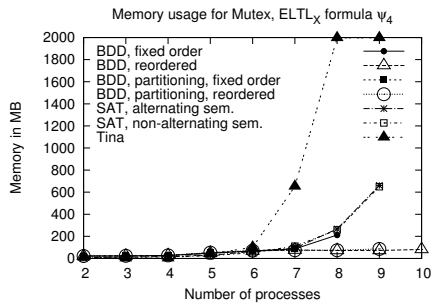 Memory usage for Mutex, ELTL_X formula ψ_4
Memory in MB
2000
1800
1600
1400
1200
1000
800
600
400
200
0
BDD, fixed order
BDD, reordered
BDD, partitioning, fixed order
BDD, partitioning, reordered
SAT, alternating sem.
SAT, non-alternating sem.
Tina
2 3 4 5 6 7 8 9 10
Number of processes